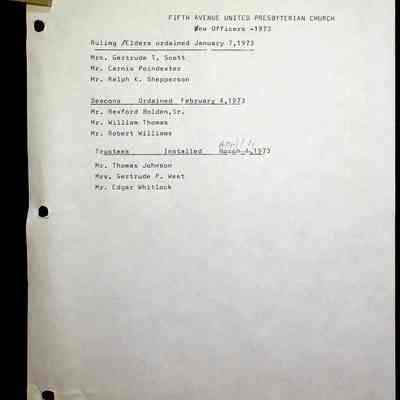 FIFTH AVENUE UNITED PRESBYTERIAN CHURCH
New Officers -1973
Ruling /Elders ordained January 7,1973
Mrs. Gertrude T. Scott
Mr. Carnis Poindexter
Mr. Ralph K. Shepperson
Deacons Ordained February 4,1973
Mr. Rexford Bolden,Sr.
Mr. William Thomas
Mr. Robert Williams
April 1,
Trustees Installed March 4,1973
Mr. Thomas Johnson
Mrs. Gertrude P. West
Mr. Edgar Whitlock